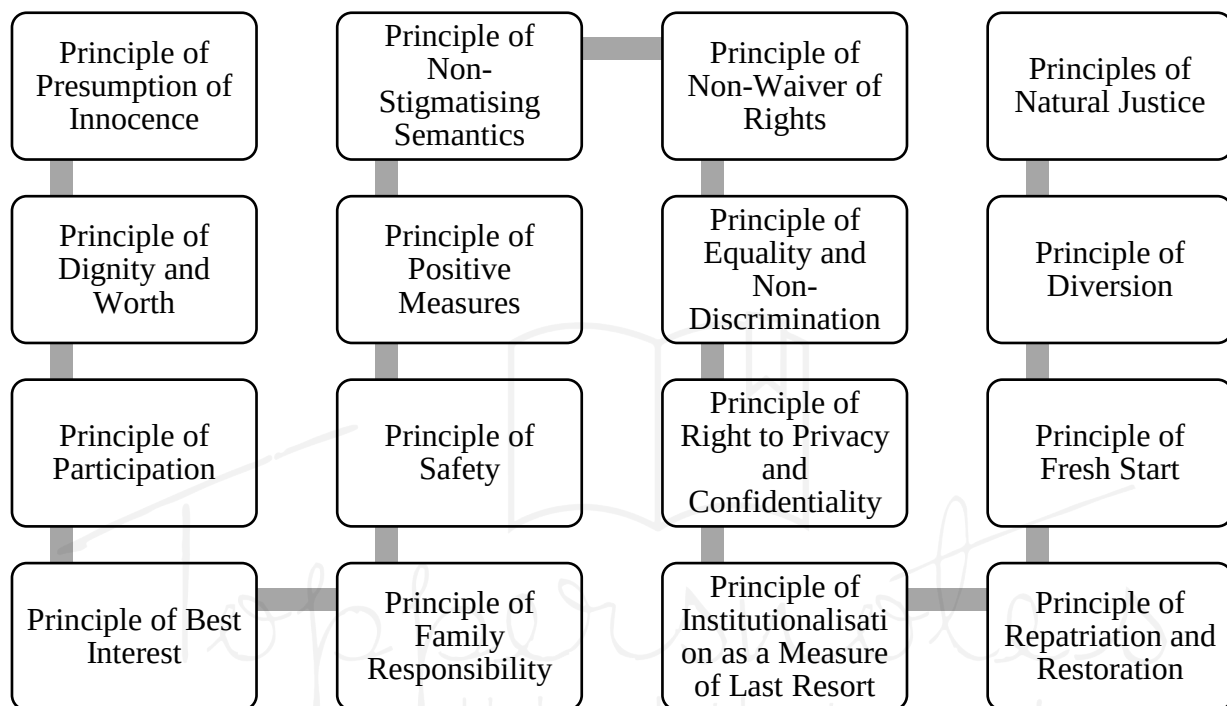 Principle of
Presumption of
Innocence
Principle of
Dignity and
Worth
Principle of
Participation
Principle of Best
Interest
Principle of
Family
Responsibility
Principle of
Safety
Principle of
Positive
Measures
Principle of
Non-
Stigmatising
Semantics
Principle of
Non-Waiver of
Rights
Principle of
Equality and
Non-
Discrimination
Principle of
Right to Privacy
and
Confidentiality
Principle of
Institutionalisati
on as a Measure
of Last Resort
Principle of
Repatriation and
Restoration
Principle of
Fresh Start
Principle of
Diversion
Principles of
Natural Justice
Toppersnotes